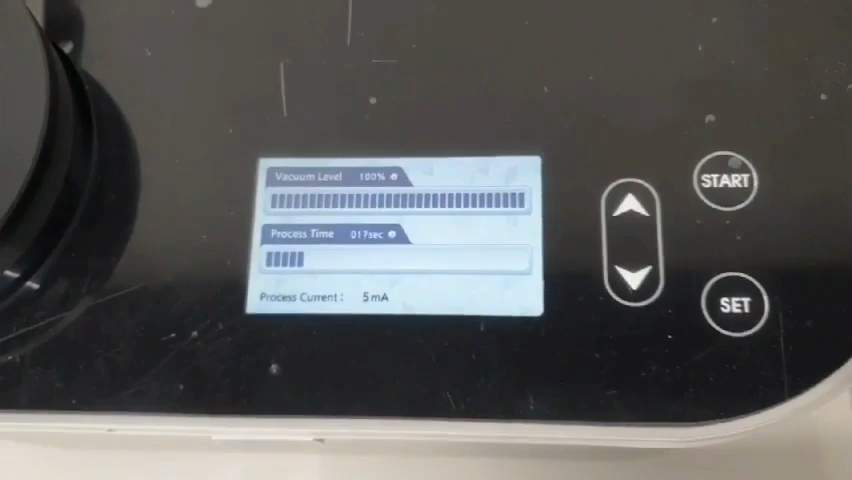 Vacuum Level 100%
Process Time 017sec
Process Current : 5mA
START
SET